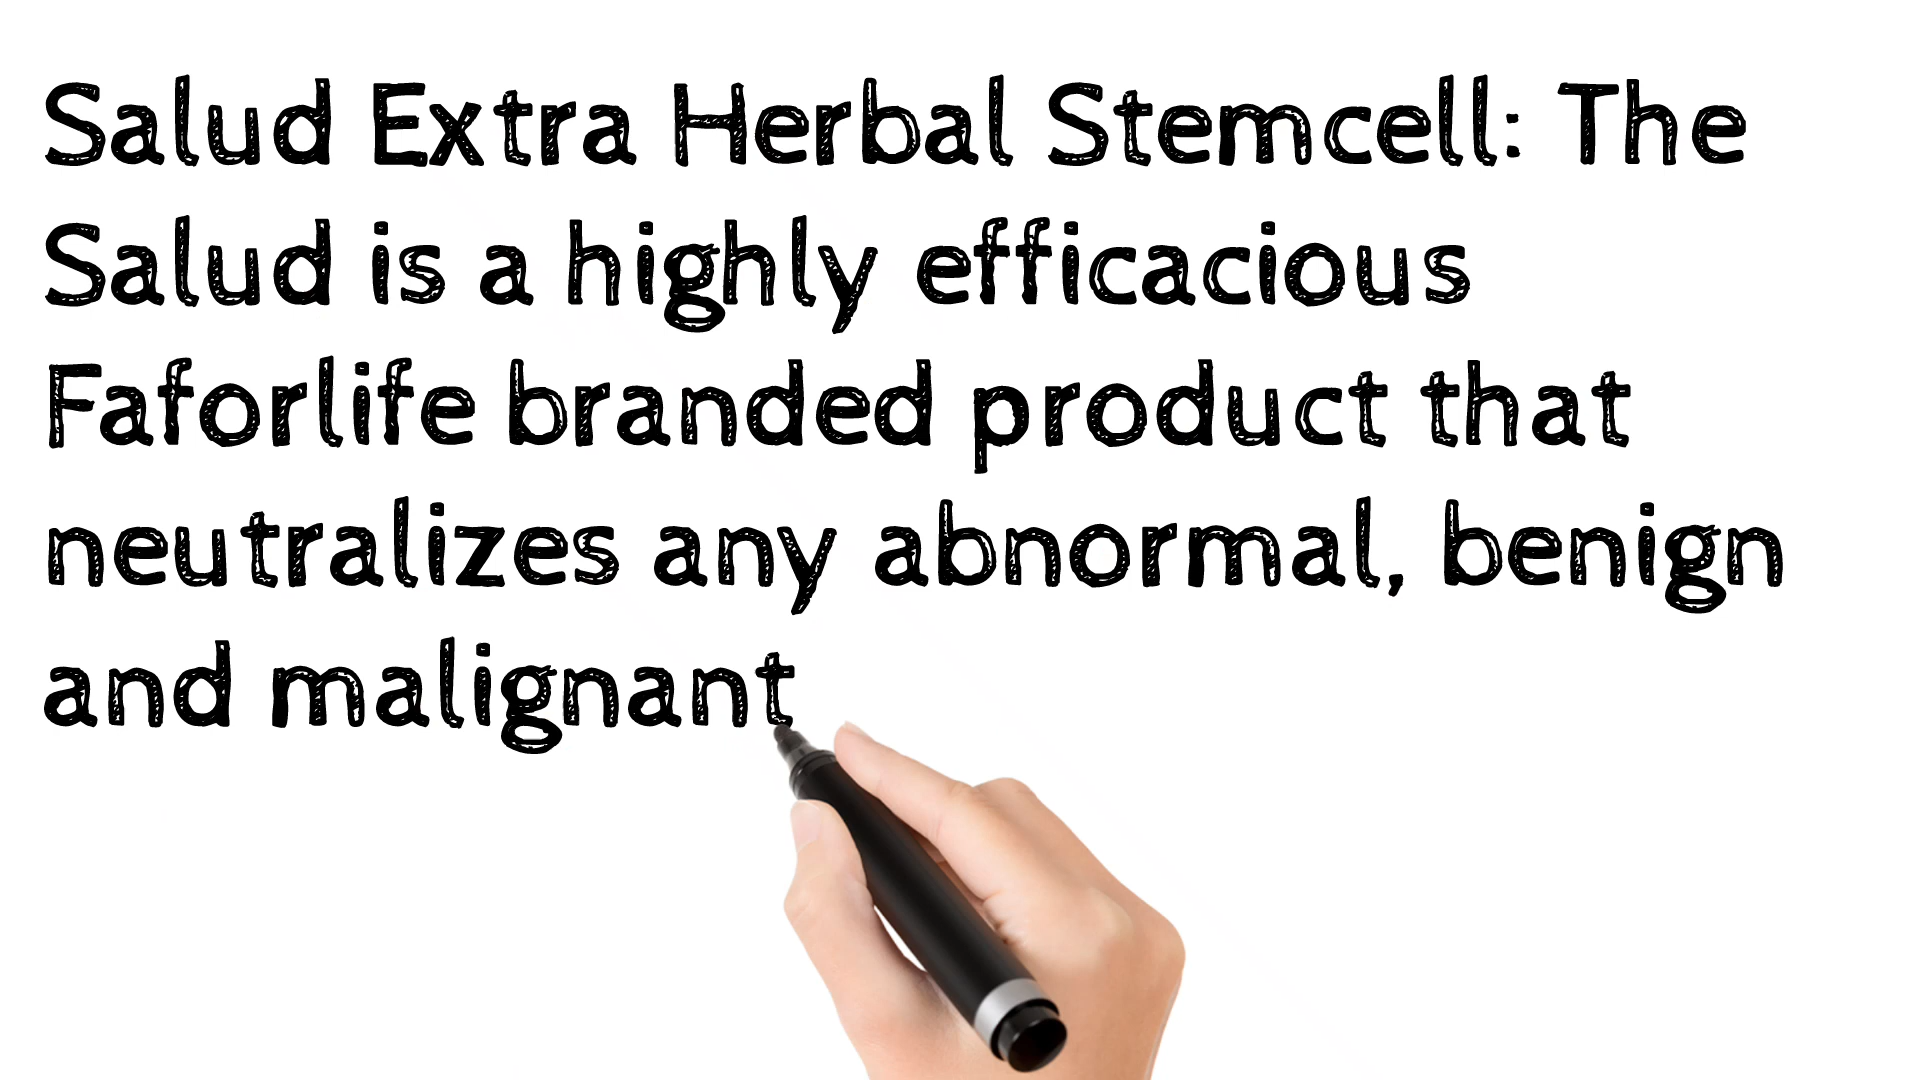 Salud Extra Herbal Stemcell: The
Salud is a highly efficacious
Faforlife branded product that
neutralizes any abnormal, benign
and malignant